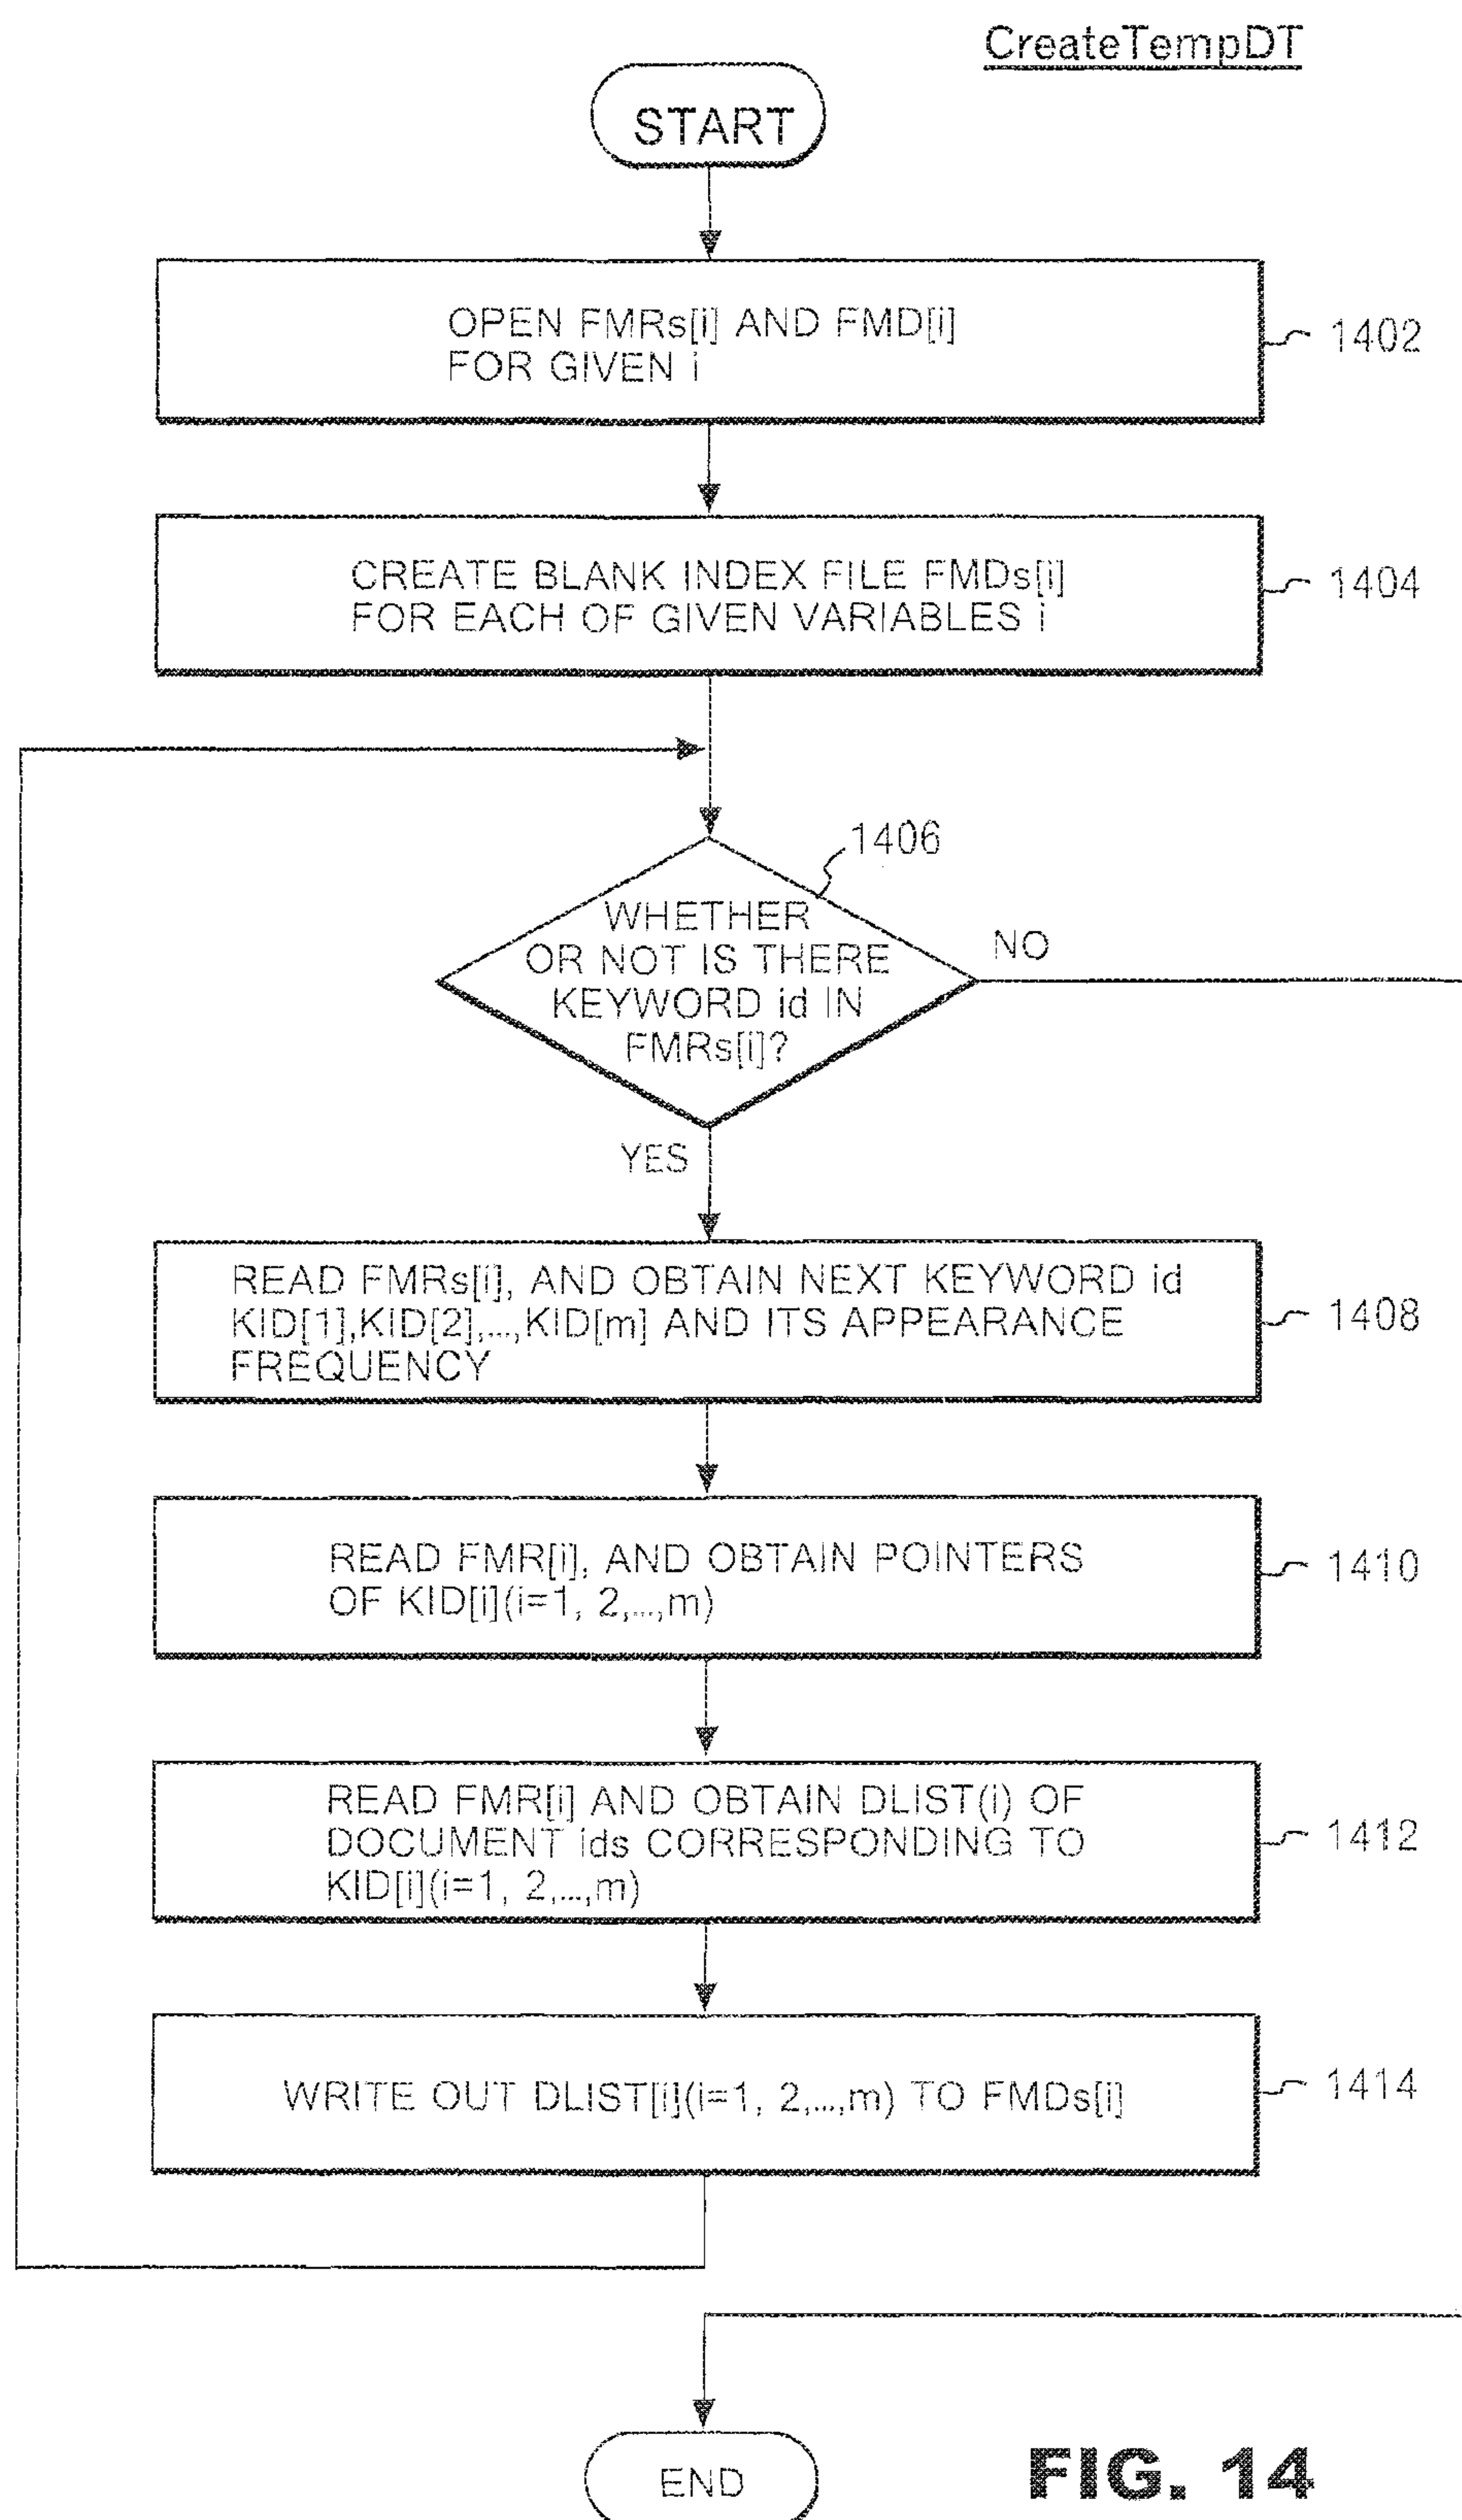 CreateTempDT
START
OPEN FMRs[i] AND FMD[i]
FOR GIVEN i
1402
CREATE BLANK INDEX FILE FMDs[i]
FOR EACH OF GIVEN VARIABLES i
1404
1406
WHETHER
OR NOT IS THERE
KEYWORD id IN
FMRs[i]?
NO
YES
READ FMRs[i], AND OBTAIN NEXT KEYWORD id
KID[1],KID[2],...,KID[m] AND ITS APPEARANCE
FREQUENCY
1408
READ FMR[i], AND OBTAIN POINTERS
OF KID[i](i=1, 2,...,m)
1410
READ FMR[i] AND OBTAIN DLIST(i) OF
DOCUMENT ids CORRESPONDING TO
KID[i](i=1, 2,...,m)
1412
WRITE OUT DLIST[i](i=1, 2,...,m) TO FMDs[i]
1414
END
FIG. 14